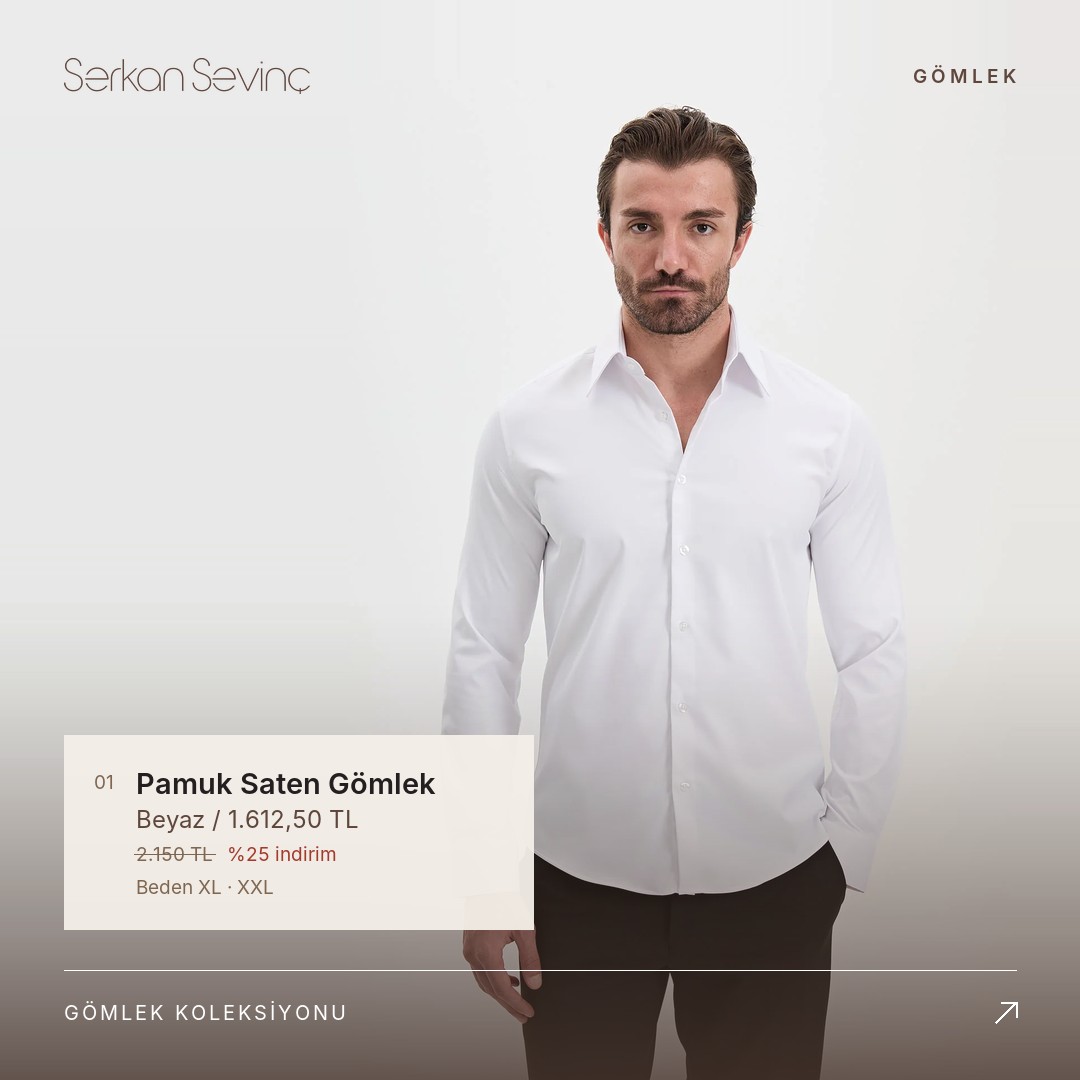 Serkan Sevinç
GÖMLEK
01
Pamuk Saten Gömlek
Beyaz / 1.612,50 TL
2.150 TL %25 indirim
Beden XL · XXL
GÖMLEK KOLEKSİYONU